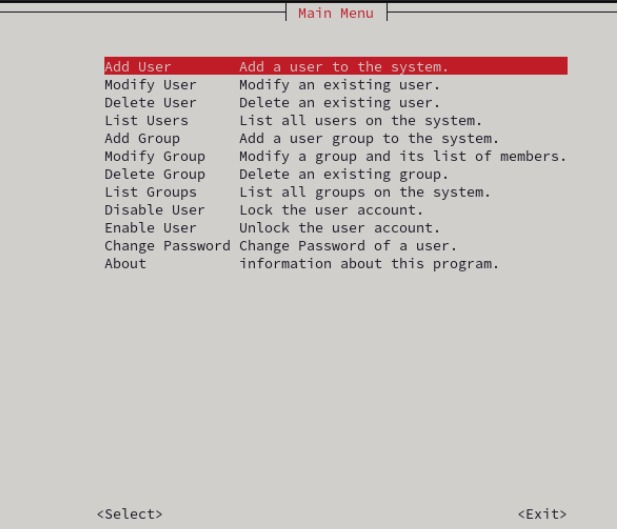 Main Menu
Add User Add a user to the system.
Modify User Modify an existing user.
Delete User Delete an existing user.
List Users List all users on the system.
Add Group Add a user group to the system.
Modify Group Modify a group and its list of members.
Delete Group Delete an existing group.
List Groups List all groups on the system.
Disable User Lock the user account.
Enable User Unlock the user account.
Change Password Change Password of a user.
About information about this program.
<Select> <Exit>